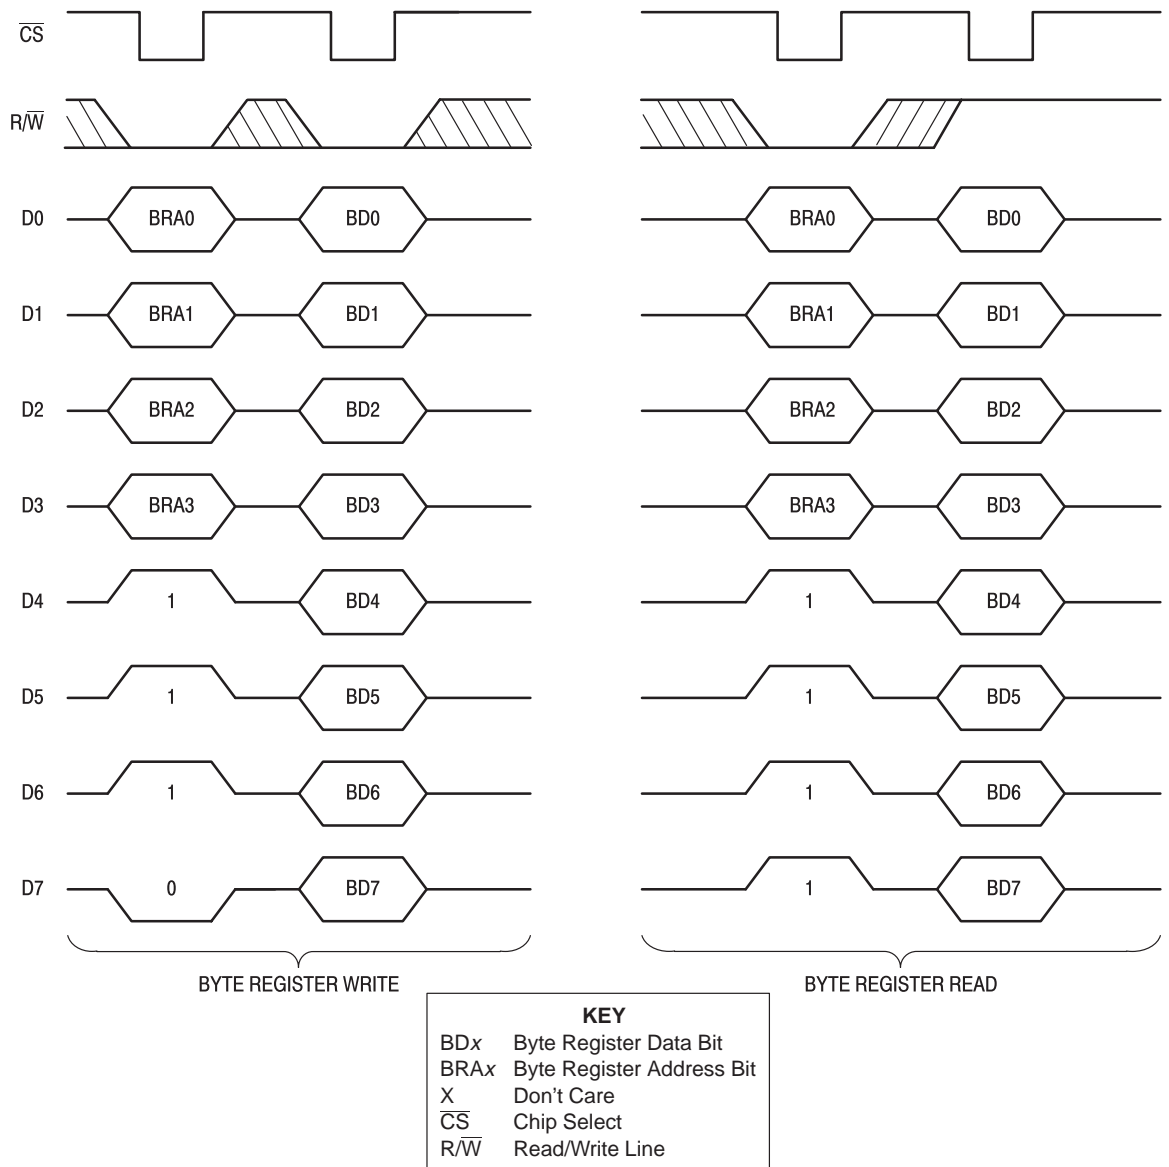 C̅S̅
R/W̅
D0 BRA0 BD0 BRA0 BD0
D1 BRA1 BD1 BRA1 BD1
D2 BRA2 BD2 BRA2 BD2
D3 BRA3 BD3 BRA3 BD3
D4 1 BD4 1 BD4
D5 1 BD5 1 BD5
D6 1 BD6 1 BD6
D7 0 BD7 1 BD7
BYTE REGISTER WRITE BYTE REGISTER READ
KEY
BDx Byte Register Data Bit
BRAx Byte Register Address Bit
X Don't Care
C̅S̅ Chip Select
R/W̅ Read/Write Line